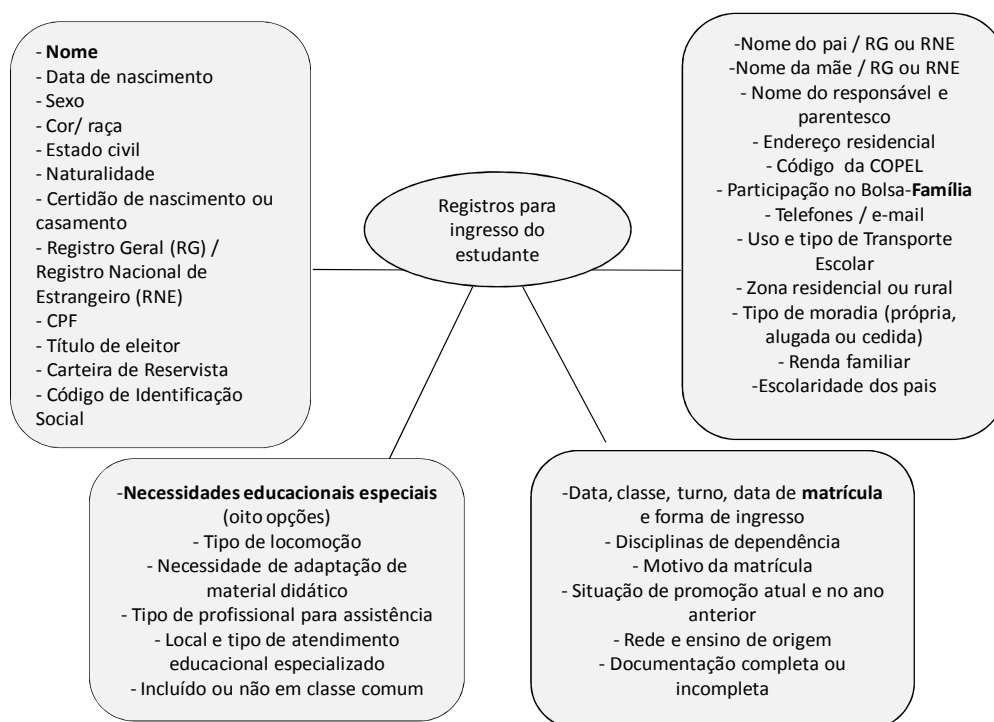 - Nome
- Data de nascimento
- Sexo
- Cor/ raça
- Estado civil
- Naturalidade
- Certidão de nascimento ou
casamento
- Registro Geral (RG) /
Registro Nacional de
Estrangeiro (RNE)
- CPF
- Título de eleitor
- Carteira de Reservista
- Código de Identificação
Social
Registros para
ingresso do
estudante
-Nome do pai / RG ou RNE
-Nome da mãe / RG ou RNE
- Nome do responsável e
parentesco
- Endereço residencial
- Código  da COPEL
- Participação no Bolsa-Família
- Telefones / e-mail
- Uso e tipo de Transporte
Escolar
- Zona residencial ou rural
- Tipo de moradia (própria,
alugada ou cedida)
- Renda familiar
-Escolaridade dos pais
-Necessidades educacionais especiais
(oito opções)
- Tipo de locomoção
- Necessidade de adaptação de
material didático
- Tipo de profissional para assistência
- Local e tipo de atendimento
educacional especializado
- Incluído ou não em classe comum
-Data, classe, turno, data de matrícula
e forma de ingresso
- Disciplinas de dependência
- Motivo da matrícula
- Situação de promoção atual e no ano
anterior
- Rede e ensino de origem
- Documentação completa ou
incompleta